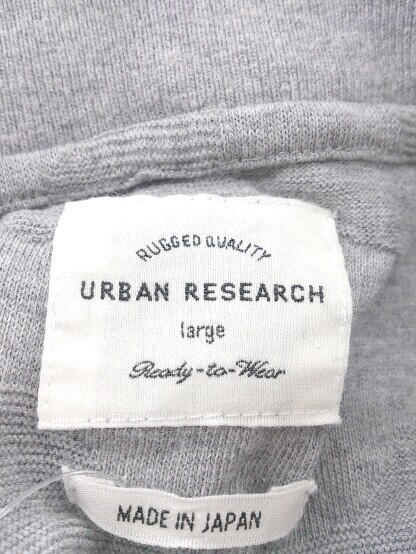 RUGGED QUALITY
URBAN RESEARCH
large
Ready-to-Wear
MADE IN JAPAN